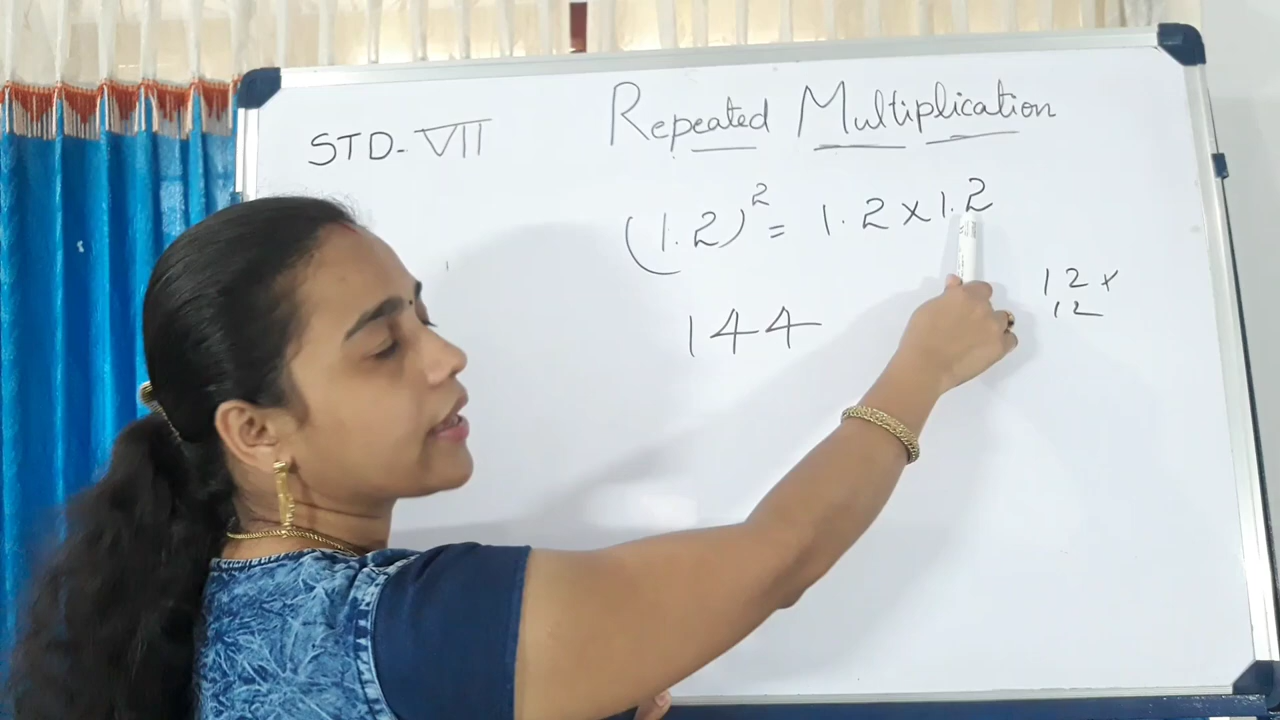 STD-VII
Repeated Multiplication
(1.2)² = 1.2 × 1.2
144
12 ×
12